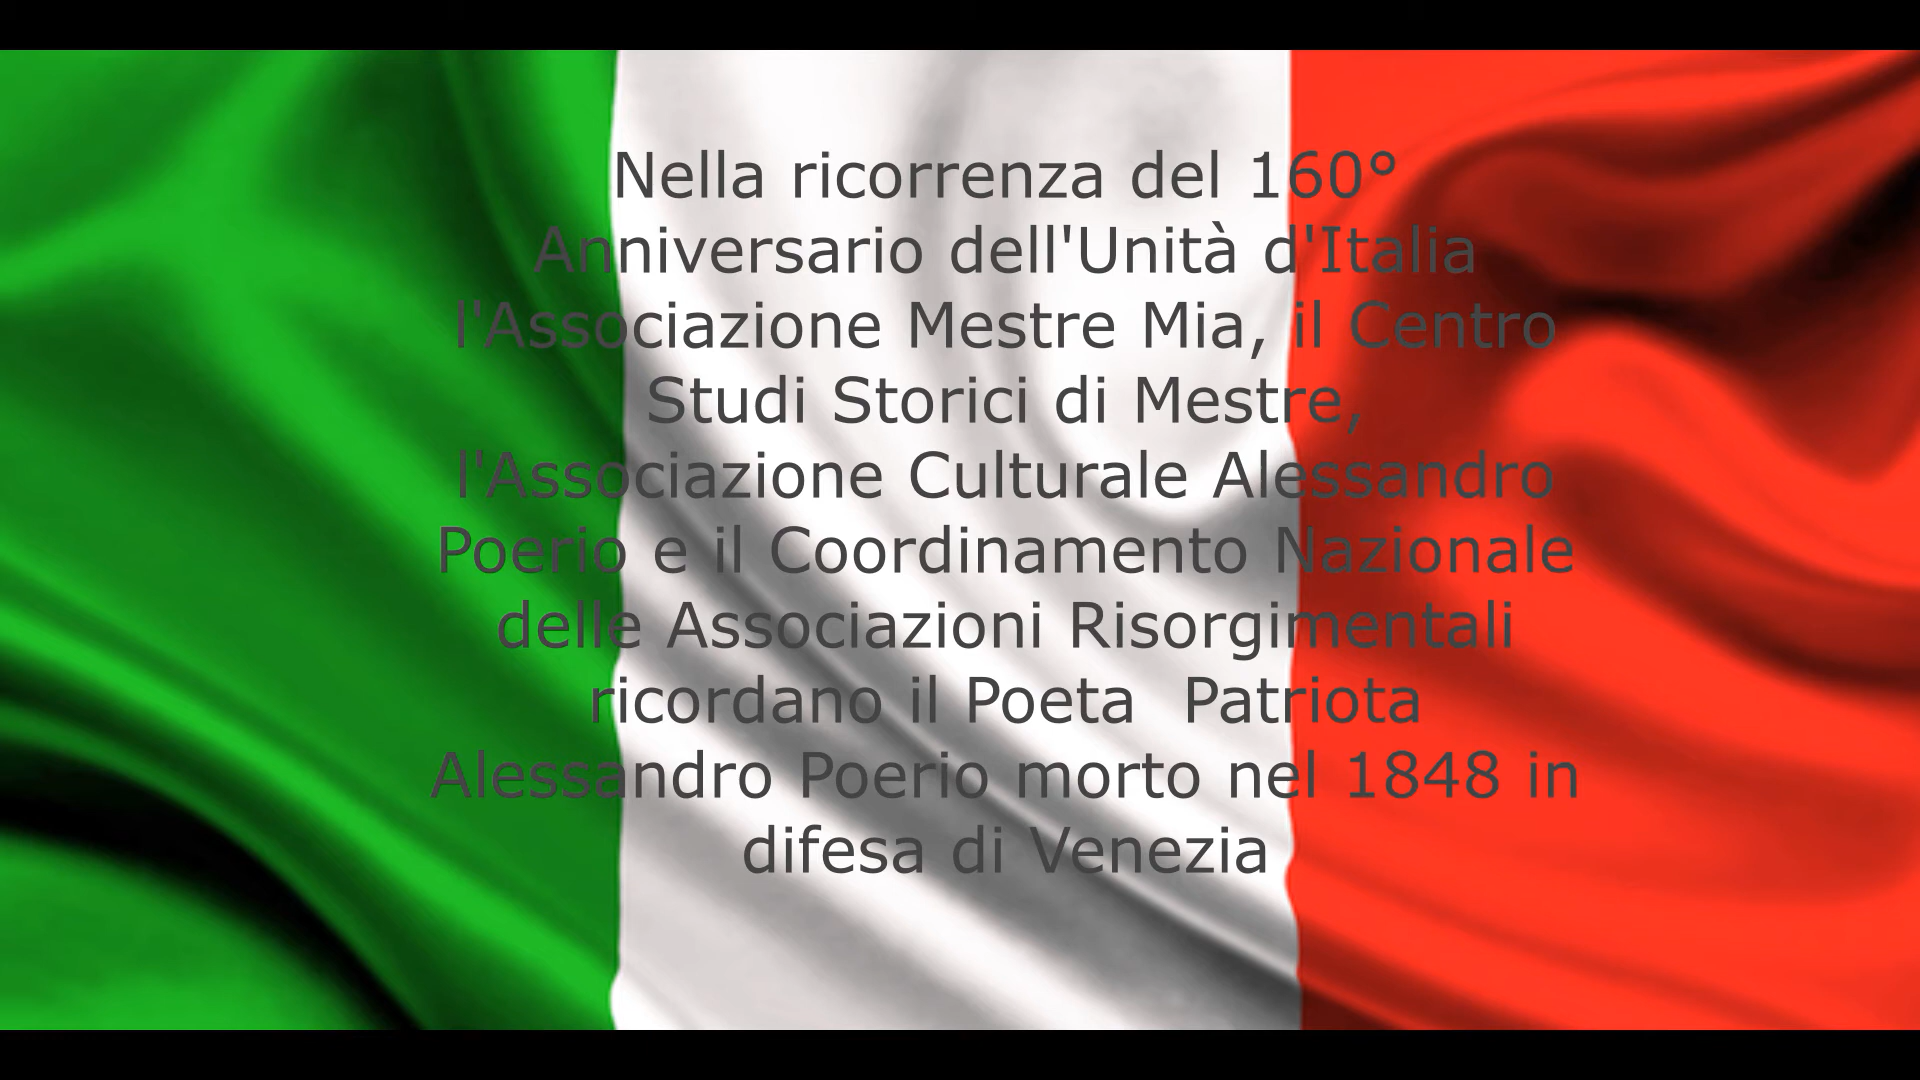 Nella ricorrenza del 160°
Anniversario dell'Unità d'Italia
l'Associazione Mestre Mia, il Centro
Studi Storici di Mestre,
l'Associazione Culturale Alessandro
Poerio e il Coordinamento Nazionale
delle Associazioni Risorgimentali
ricordano il Poeta  Patriota
Alessandro Poerio morto nel 1848 in
difesa di Venezia